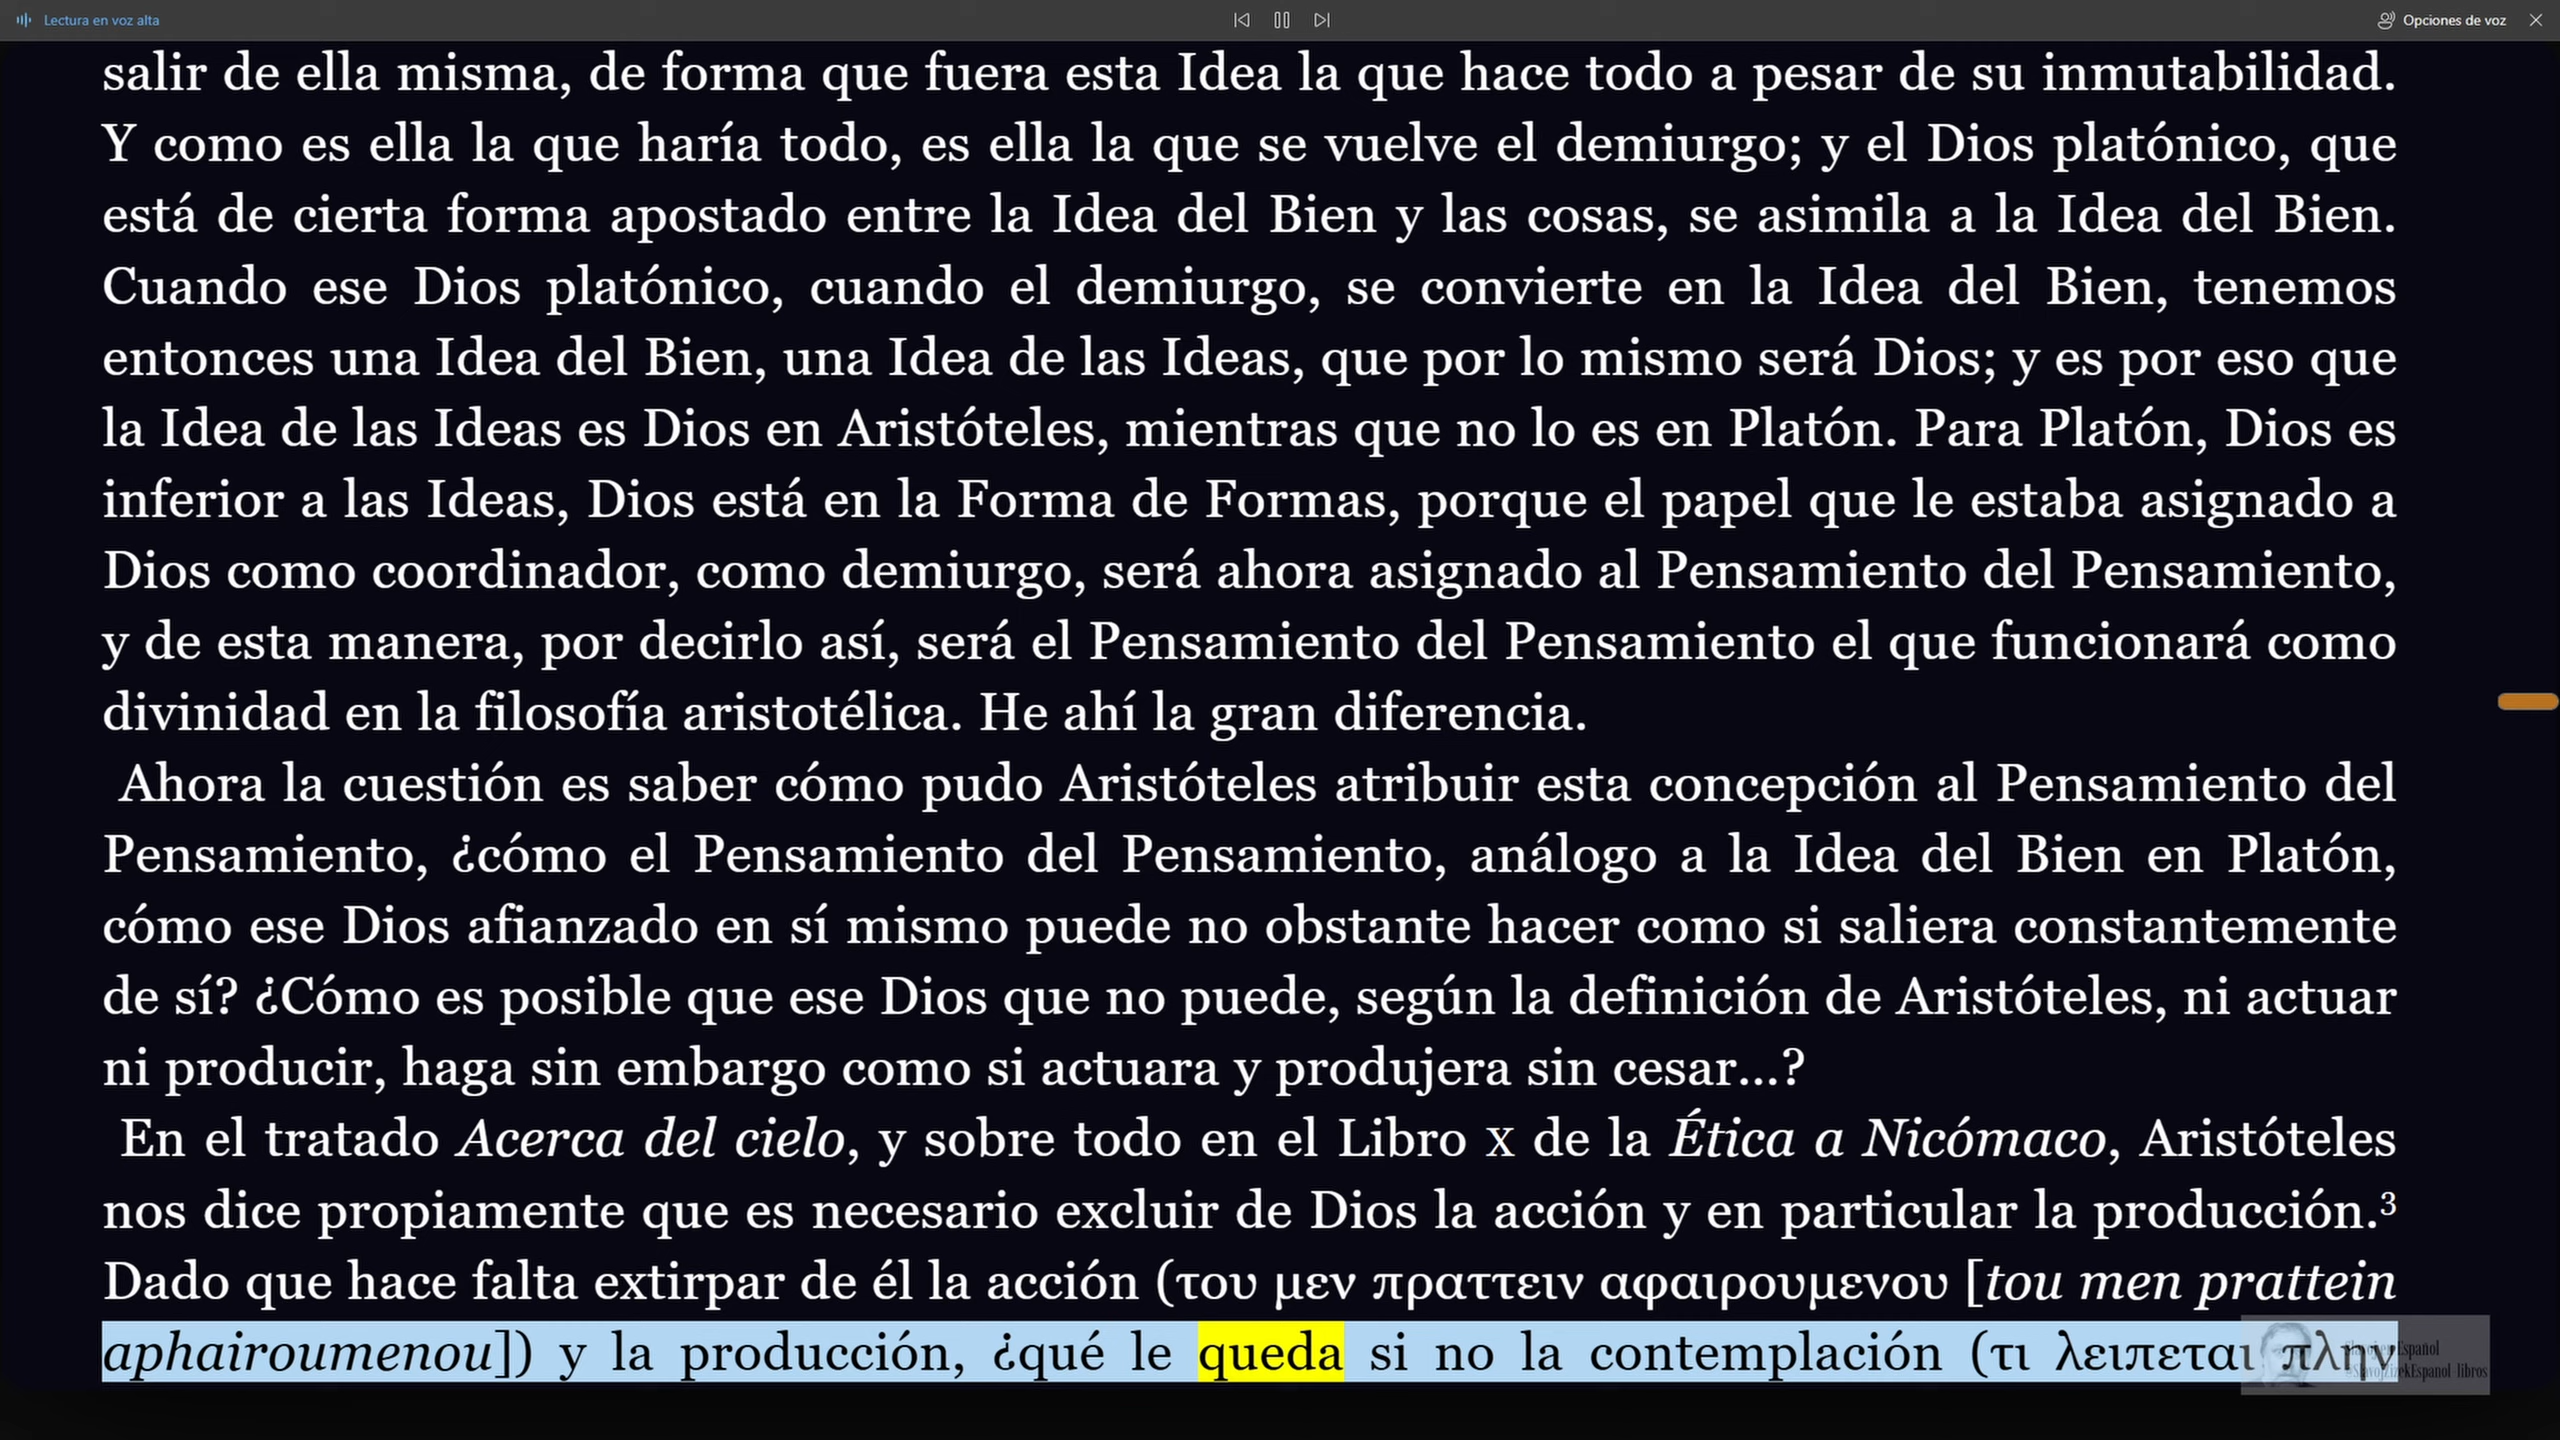 Lectura en voz alta
Opciones de voz
salir de ella misma, de forma que fuera esta Idea la que hace todo a pesar de su inmutabilidad.
Y como es ella la que haría todo, es ella la que se vuelve el demiurgo; y el Dios platónico, que
está de cierta forma apostado entre la Idea del Bien y las cosas, se asimila a la Idea del Bien.
Cuando ese Dios platónico, cuando el demiurgo, se convierte en la Idea del Bien, tenemos
entonces una Idea del Bien, una Idea de las Ideas, que por lo mismo será Dios; y es por eso que
la Idea de las Ideas es Dios en Aristóteles, mientras que no lo es en Platón. Para Platón, Dios es
inferior a las Ideas, Dios está en la Forma de Formas, porque el papel que le estaba asignado a
Dios como coordinador, como demiurgo, será ahora asignado al Pensamiento del Pensamiento,
y de esta manera, por decirlo así, será el Pensamiento del Pensamiento el que funcionará como
divinidad en la filosofía aristotélica. He ahí la gran diferencia.
Ahora la cuestión es saber cómo pudo Aristóteles atribuir esta concepción al Pensamiento del
Pensamiento, ¿cómo el Pensamiento del Pensamiento, análogo a la Idea del Bien en Platón,
cómo ese Dios afianzado en sí mismo puede no obstante hacer como si saliera constantemente
de sí? ¿Cómo es posible que ese Dios que no puede, según la definición de Aristóteles, ni actuar
ni producir, haga sin embargo como si actuara y produjera sin cesar...?
En el tratado Acerca del cielo, y sobre todo en el Libro X de la Ética a Nicómaco, Aristóteles
nos dice propiamente que es necesario excluir de Dios la acción y en particular la producción.³
Dado que hace falta extirpar de él la acción (του μεν πραττειν αφαιρουμενου [tou men prattein
aphairoumenou]) y la producción, ¿qué le queda si no la contemplación (τι λειπεται πλην
Español